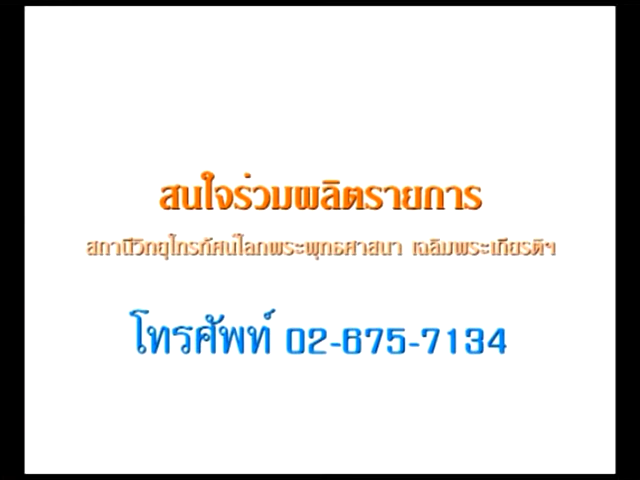 สนใจร่วมผลิตรายการ
สถานีวิทยุโทรทัศน์โลกพระพุทธศาสนา เฉลิมพระเกียรติฯ
โทรศัพท์ 02-675-7134